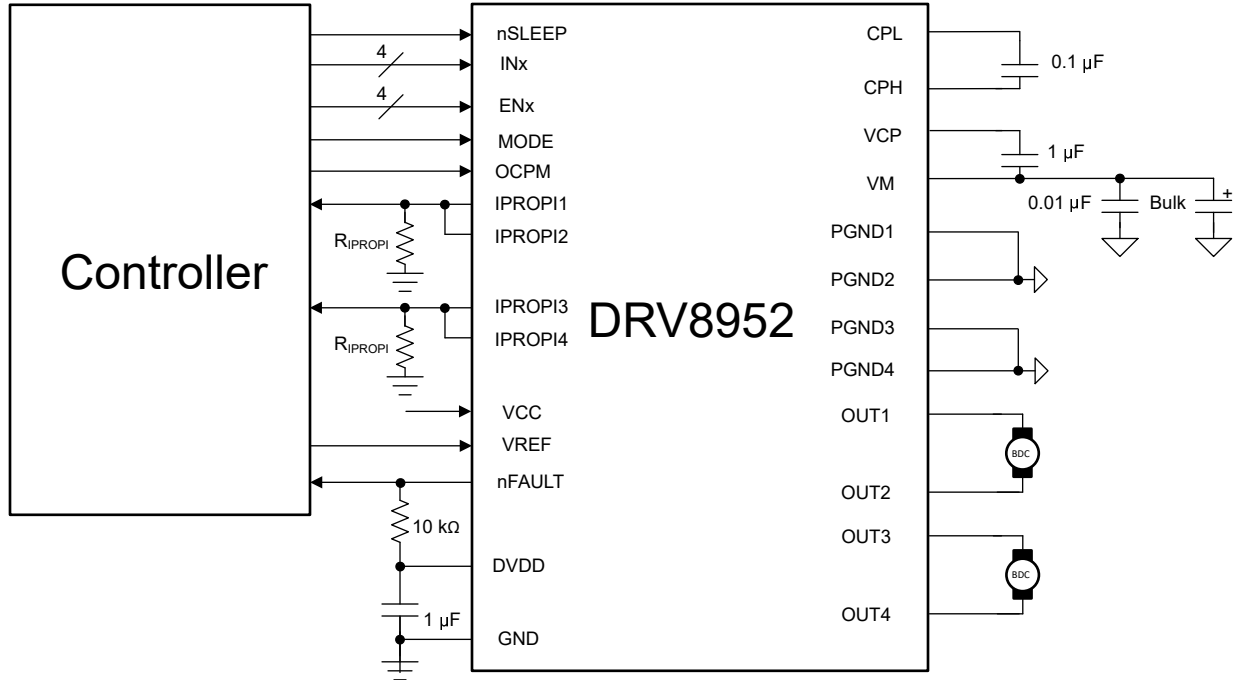 Controller
4
4
nSLEEP
INx
ENx
MODE
OCPM
IPROPI1
IPROPI2
RIPROPI
IPROPI3
IPROPI4
RIPROPI
VCC
VREF
nFAULT
10 kΩ
DVDD
1 µF
GND
DRV8952
CPL
0.1 µF
CPH
VCP
1 µF
VM
0.01 µF
Bulk
+
PGND1
PGND2
PGND3
PGND4
OUT1
BDC
OUT2
OUT3
BDC
OUT4